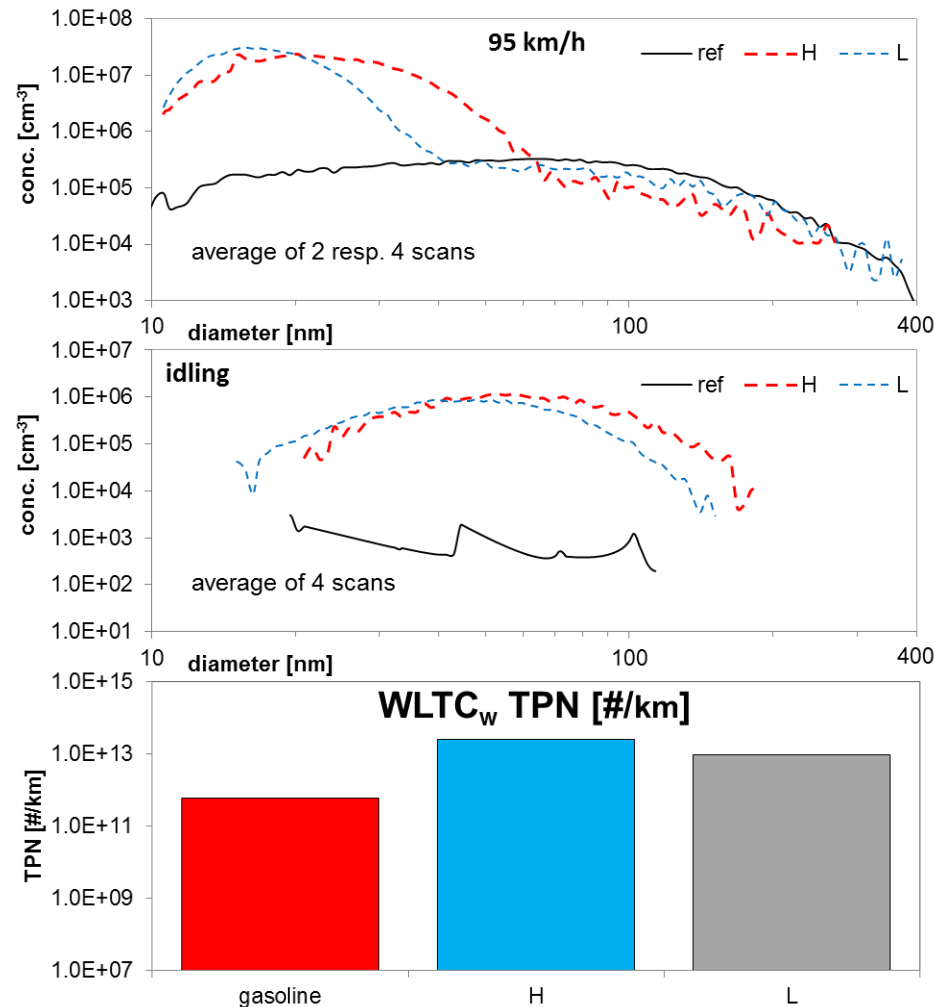 95 km/h
ref H L
1.0E+08
1.0E+07
1.0E+06
1.0E+05
1.0E+04
1.0E+03
conc. [cm-3]
average of 2 resp. 4 scans
10 100 400
diameter [nm]
idling
ref H L
1.0E+07
1.0E+06
1.0E+05
1.0E+04
1.0E+03
1.0E+02
1.0E+01
conc. [cm-3]
average of 4 scans
10 100 400
diameter [nm]
WLTCW TPN [#/km]
1.0E+15
1.0E+13
1.0E+11
1.0E+09
1.0E+07
TPN [#/km]
gasoline H L